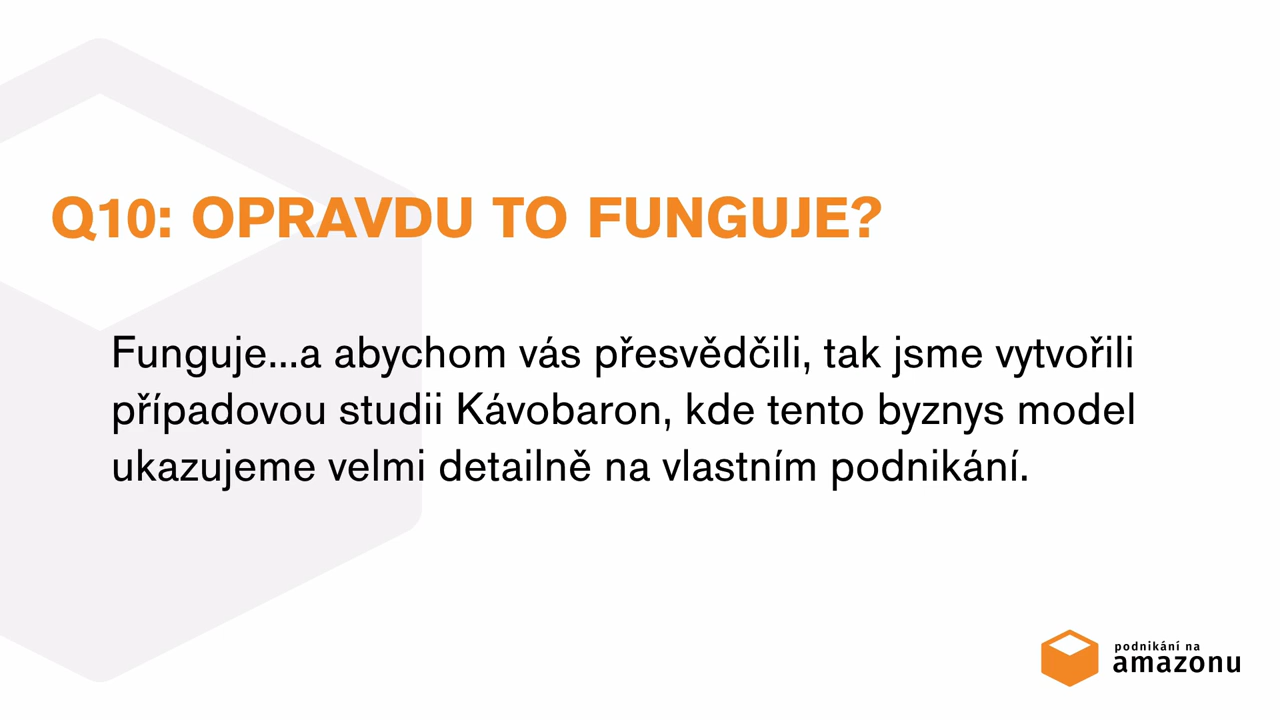 Q10: OPRAVDU TO FUNGUJE?
Funguje...a abychom vás přesvědčili, tak jsme vytvořili
případovou studii Kávobaron, kde tento byznys model
ukazujeme velmi detailně na vlastním podnikání.
podnikání na
amazonu